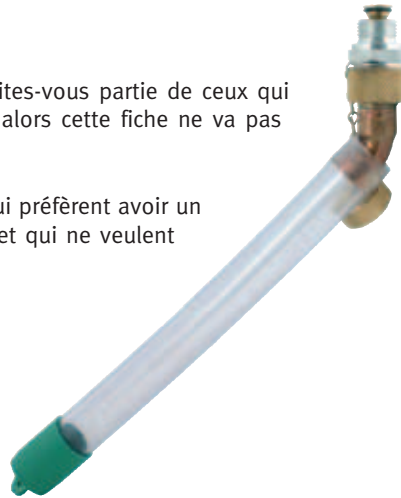 ites-vous partie de ceux qui
alors cette fiche ne va pas
ui préfèrent avoir un
et qui ne veulent